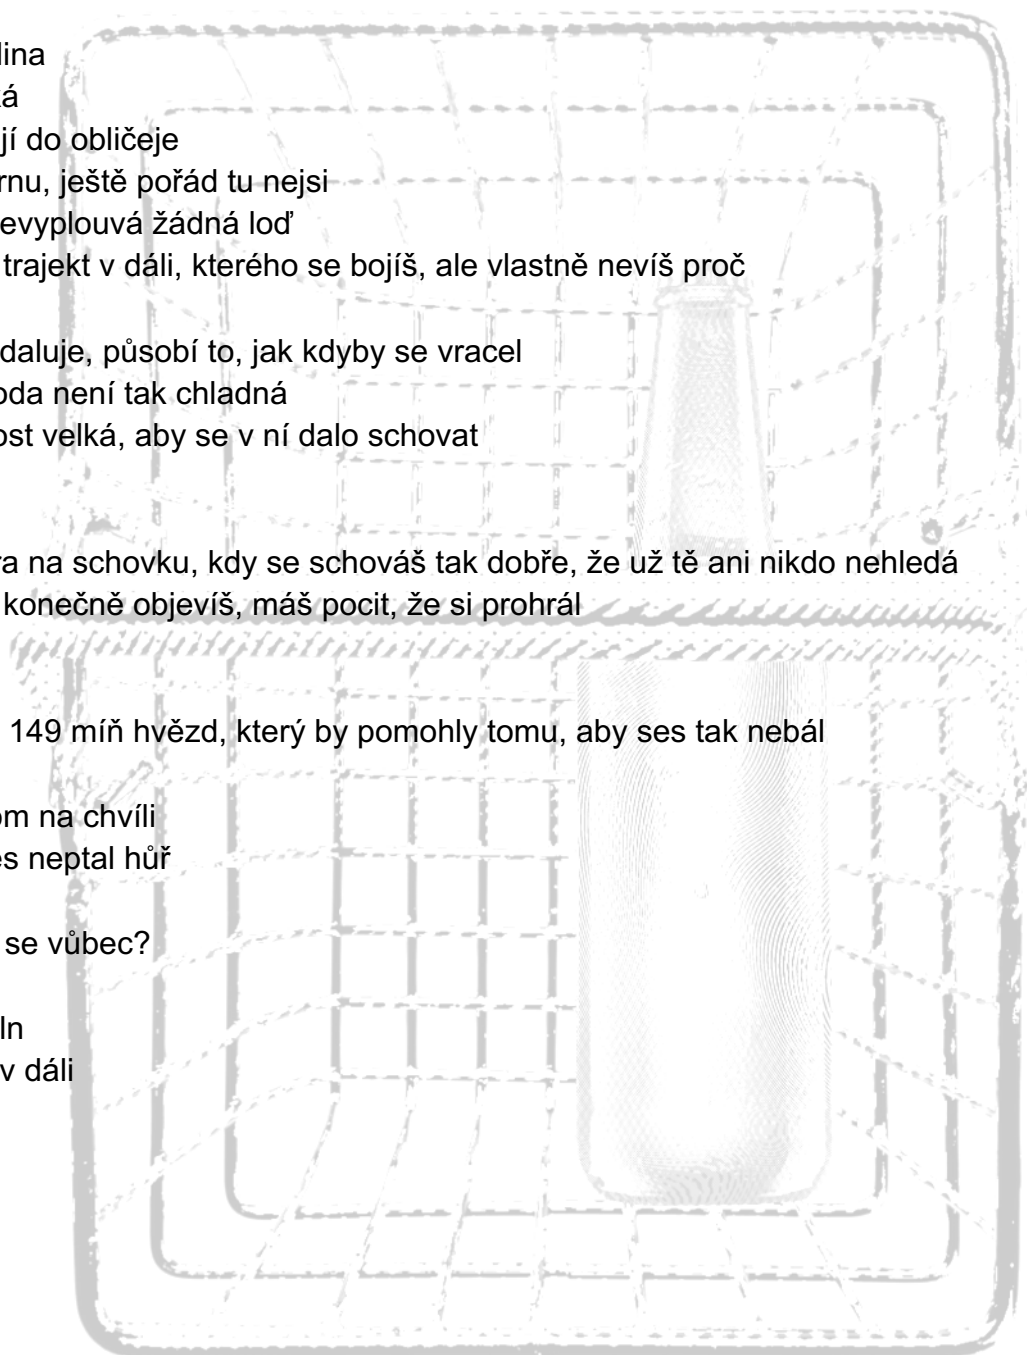 lina
á
jí do obličeje
rnu, ještě pořád tu nejsi
evyplouvá žádná loď
trajekt v dáli, kterého se bojíš, ale vlastně nevíš proč
daluje, působí to, jak kdyby se vracel
oda není tak chladná
ost velká, aby se v ní dalo schovat
ra na schovku, kdy se schováš tak dobře, že už tě ani nikdo nehledá
konečně objevíš, máš pocit, že si prohrál
149 míň hvězd, který by pomohly tomu, aby ses tak nebál
om na chvíli
es neptal hůř
se vůbec?
ln
v dáli